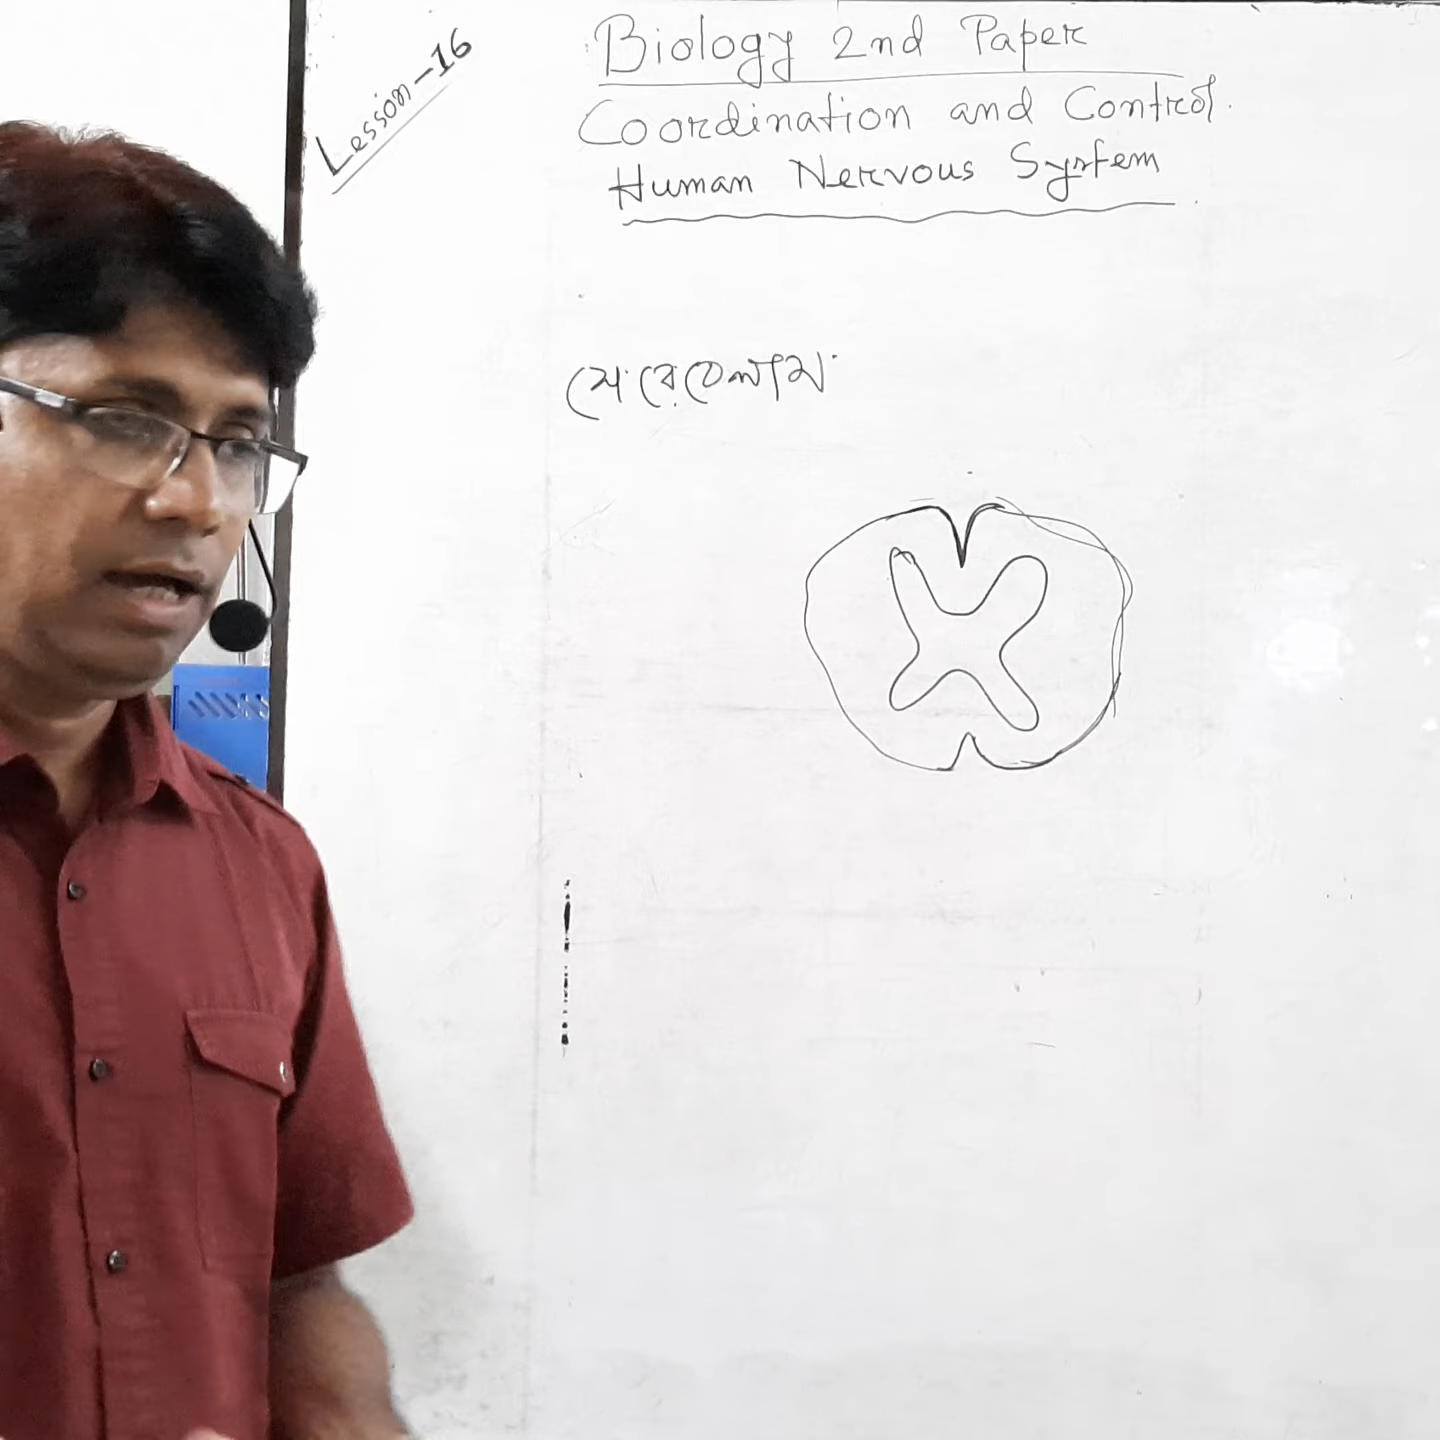 Lesson-16
Biology 2nd Paper
Coordination and Control.
Human Nervous System
সেরেবেলাম